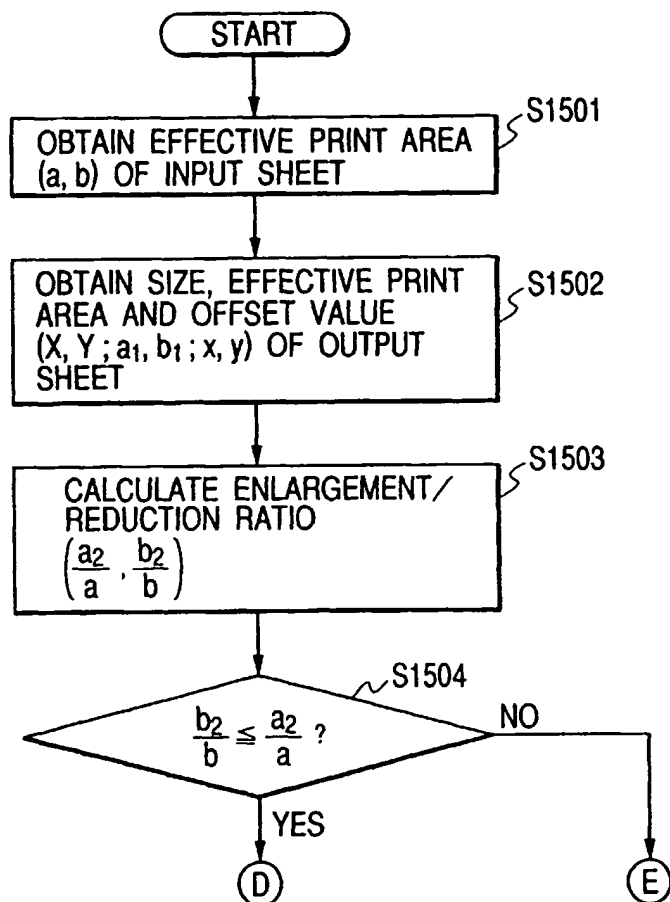 START
S1501
OBTAIN EFFECTIVE PRINT AREA
(a, b) OF INPUT SHEET
S1502
OBTAIN SIZE, EFFECTIVE PRINT
AREA AND OFFSET VALUE
(X, Y ; a₁, b₁ ; x, y) OF OUTPUT
SHEET
S1503
CALCULATE ENLARGEMENT/
REDUCTION RATIO
(a₂/a , b₂/b)
S1504
b₂/b ≦ a₂/a ?
NO
YES
D
E